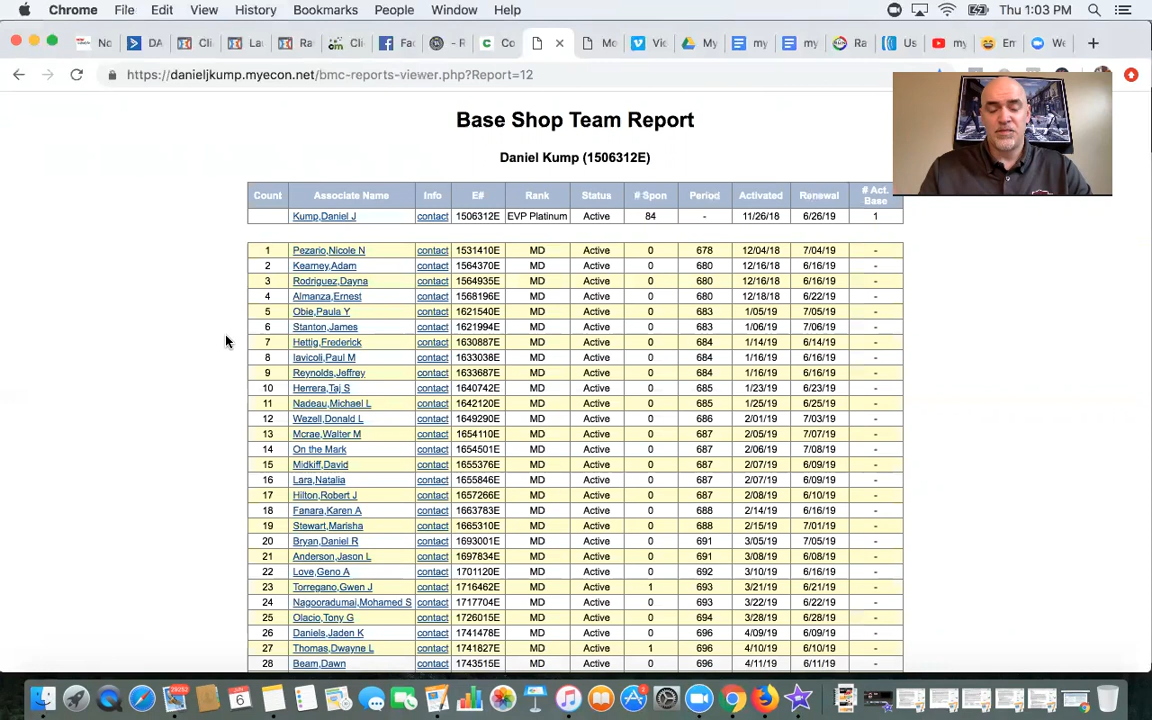 Chrome File Edit View History Bookmarks People Window Help Thu 1:03 PM
No DA Cli La Ra Cli Fac - R Co Mo Vic My my my Ra Us my Em We
https://danieljkump.myecon.net/bmc-reports-viewer.php?Report=12
Base Shop Team Report
Daniel Kump (1506312E)
Count Associate Name Info E# Rank Status # Spon Period Activated Renewal # Act. Base
Kump,Daniel J contact 1506312E EVP Platinum Active 84 - 11/26/18 6/26/19 1
1 Pezario,Nicole N contact 1531410E MD Active 0 678 12/04/18 7/04/19 -
2 Kearney,Adam contact 1564370E MD Active 0 680 12/16/18 6/16/19 -
3 Rodriguez,Dayna contact 1564935E MD Active 0 680 12/16/18 6/16/19 -
4 Almanza,Ernest contact 1568196E MD Active 0 680 12/18/18 6/22/19 -
5 Obie,Paula Y contact 1621540E MD Active 0 683 1/05/19 7/05/19 -
6 Stanton,James contact 1621994E MD Active 0 683 1/06/19 7/06/19 -
7 Hettig,Frederick contact 1630887E MD Active 0 684 1/14/19 6/14/19 -
8 Iavicoli,Paul M contact 1633038E MD Active 0 684 1/16/19 6/16/19 -
9 Reynolds,Jeffrey contact 1633687E MD Active 0 684 1/16/19 6/16/19 -
10 Herrera,Taj S contact 1640742E MD Active 0 685 1/23/19 6/23/19 -
11 Nadeau,Michael L contact 1642120E MD Active 0 685 1/25/19 6/25/19 -
12 Wezell,Donald L contact 1649290E MD Active 0 686 2/01/19 7/03/19 -
13 Mcrae,Walter M contact 1654110E MD Active 0 687 2/05/19 7/07/19 -
14 On the Mark contact 1654501E MD Active 0 687 2/06/19 7/08/19 -
15 Midkiff,David contact 1655376E MD Active 0 687 2/07/19 6/09/19 -
16 Lara,Natalia contact 1655846E MD Active 0 687 2/07/19 6/09/19 -
17 Hilton,Robert J contact 1657266E MD Active 0 687 2/08/19 6/10/19 -
18 Fanara,Karen A contact 1663783E MD Active 0 688 2/14/19 6/16/19 -
19 Stewart,Marisha contact 1665310E MD Active 0 688 2/15/19 7/01/19 -
20 Bryan,Daniel R contact 1693001E MD Active 0 691 3/05/19 7/05/19 -
21 Anderson,Jason L contact 1697834E MD Active 0 691 3/08/19 6/08/19 -
22 Love,Geno A contact 1701120E MD Active 0 692 3/10/19 6/16/19 -
23 Torregano,Gwen J contact 1716462E MD Active 1 693 3/21/19 6/21/19 -
24 Nagooradumai,Mohamed S contact 1717704E MD Active 0 693 3/22/19 6/22/19 -
25 Olacio,Tony G contact 1726015E MD Active 0 694 3/28/19 6/28/19 -
26 Daniels,Jaden K contact 1741478E MD Active 0 696 4/09/19 6/09/19 -
27 Thomas,Dwayne L contact 1741827E MD Active 1 696 4/10/19 6/10/19 -
28 Beam,Dawn contact 1743515E MD Active 0 696 4/11/19 6/11/19 -